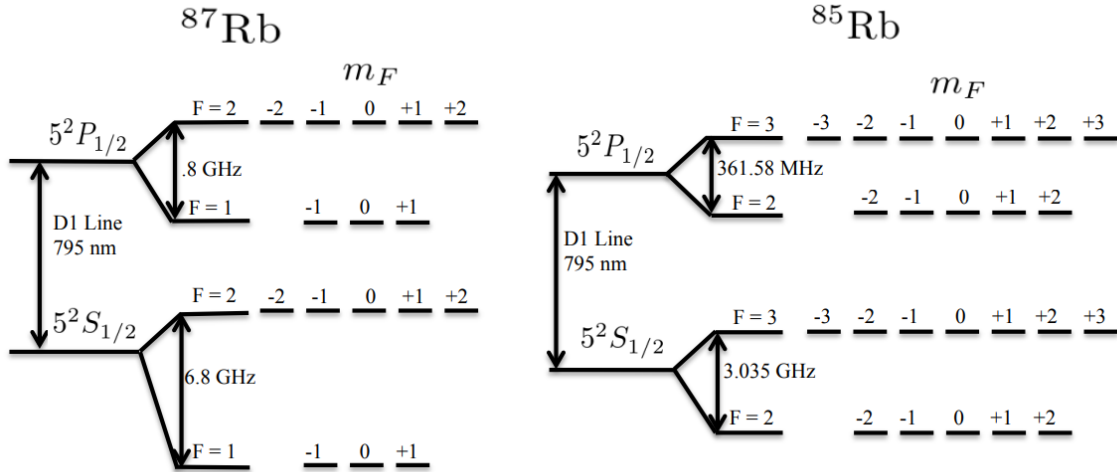 ⁸⁷Rb
m_F
F = 2 -2 -1 0 +1 +2
5²P₁/₂
.8 GHz
F = 1 -1 0 +1
D1 Line
795 nm
F = 2 -2 -1 0 +1 +2
5²S₁/₂
6.8 GHz
F = 1 -1 0 +1
⁸⁵Rb
m_F
F = 3 -3 -2 -1 0 +1 +2 +3
5²P₁/₂
361.58 MHz
F = 2 -2 -1 0 +1 +2
D1 Line
795 nm
F = 3 -3 -2 -1 0 +1 +2 +3
5²S₁/₂
3.035 GHz
F = 2 -2 -1 0 +1 +2